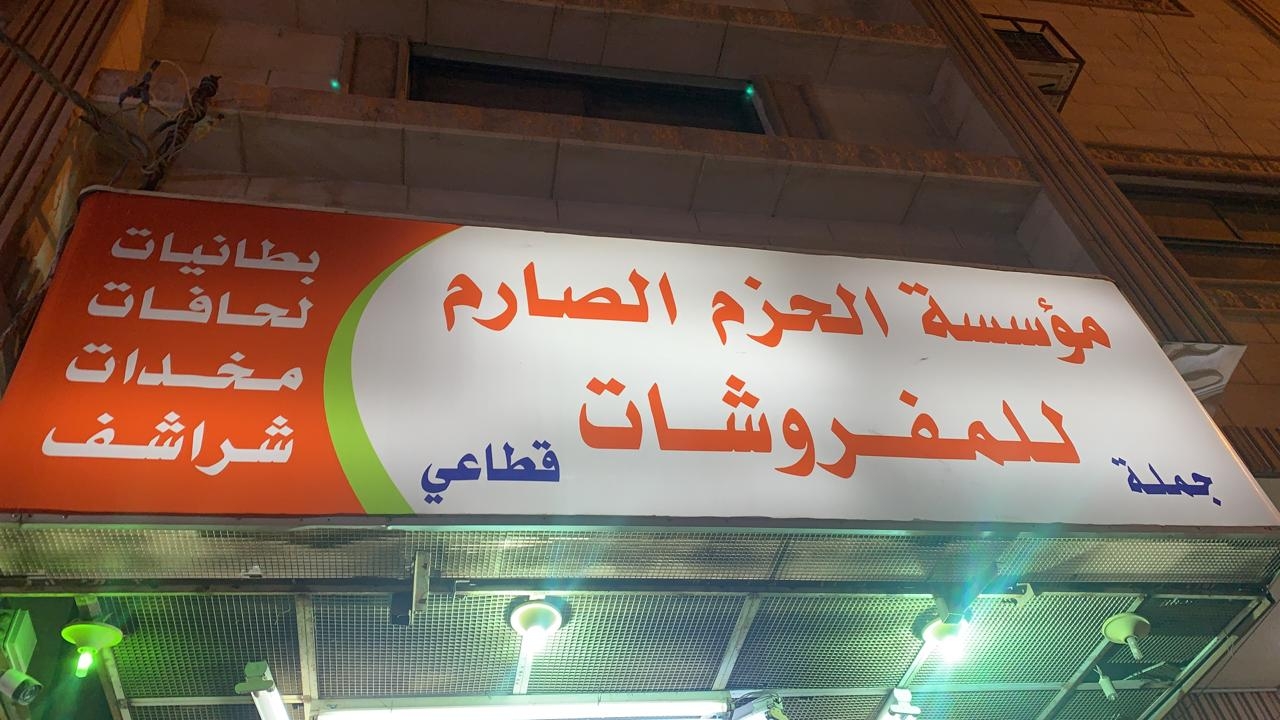 مؤسسة الحزم الصارم
للمفروشات
جملة
قطاعي
بطانيات
لحافات
مخدات
شراشف